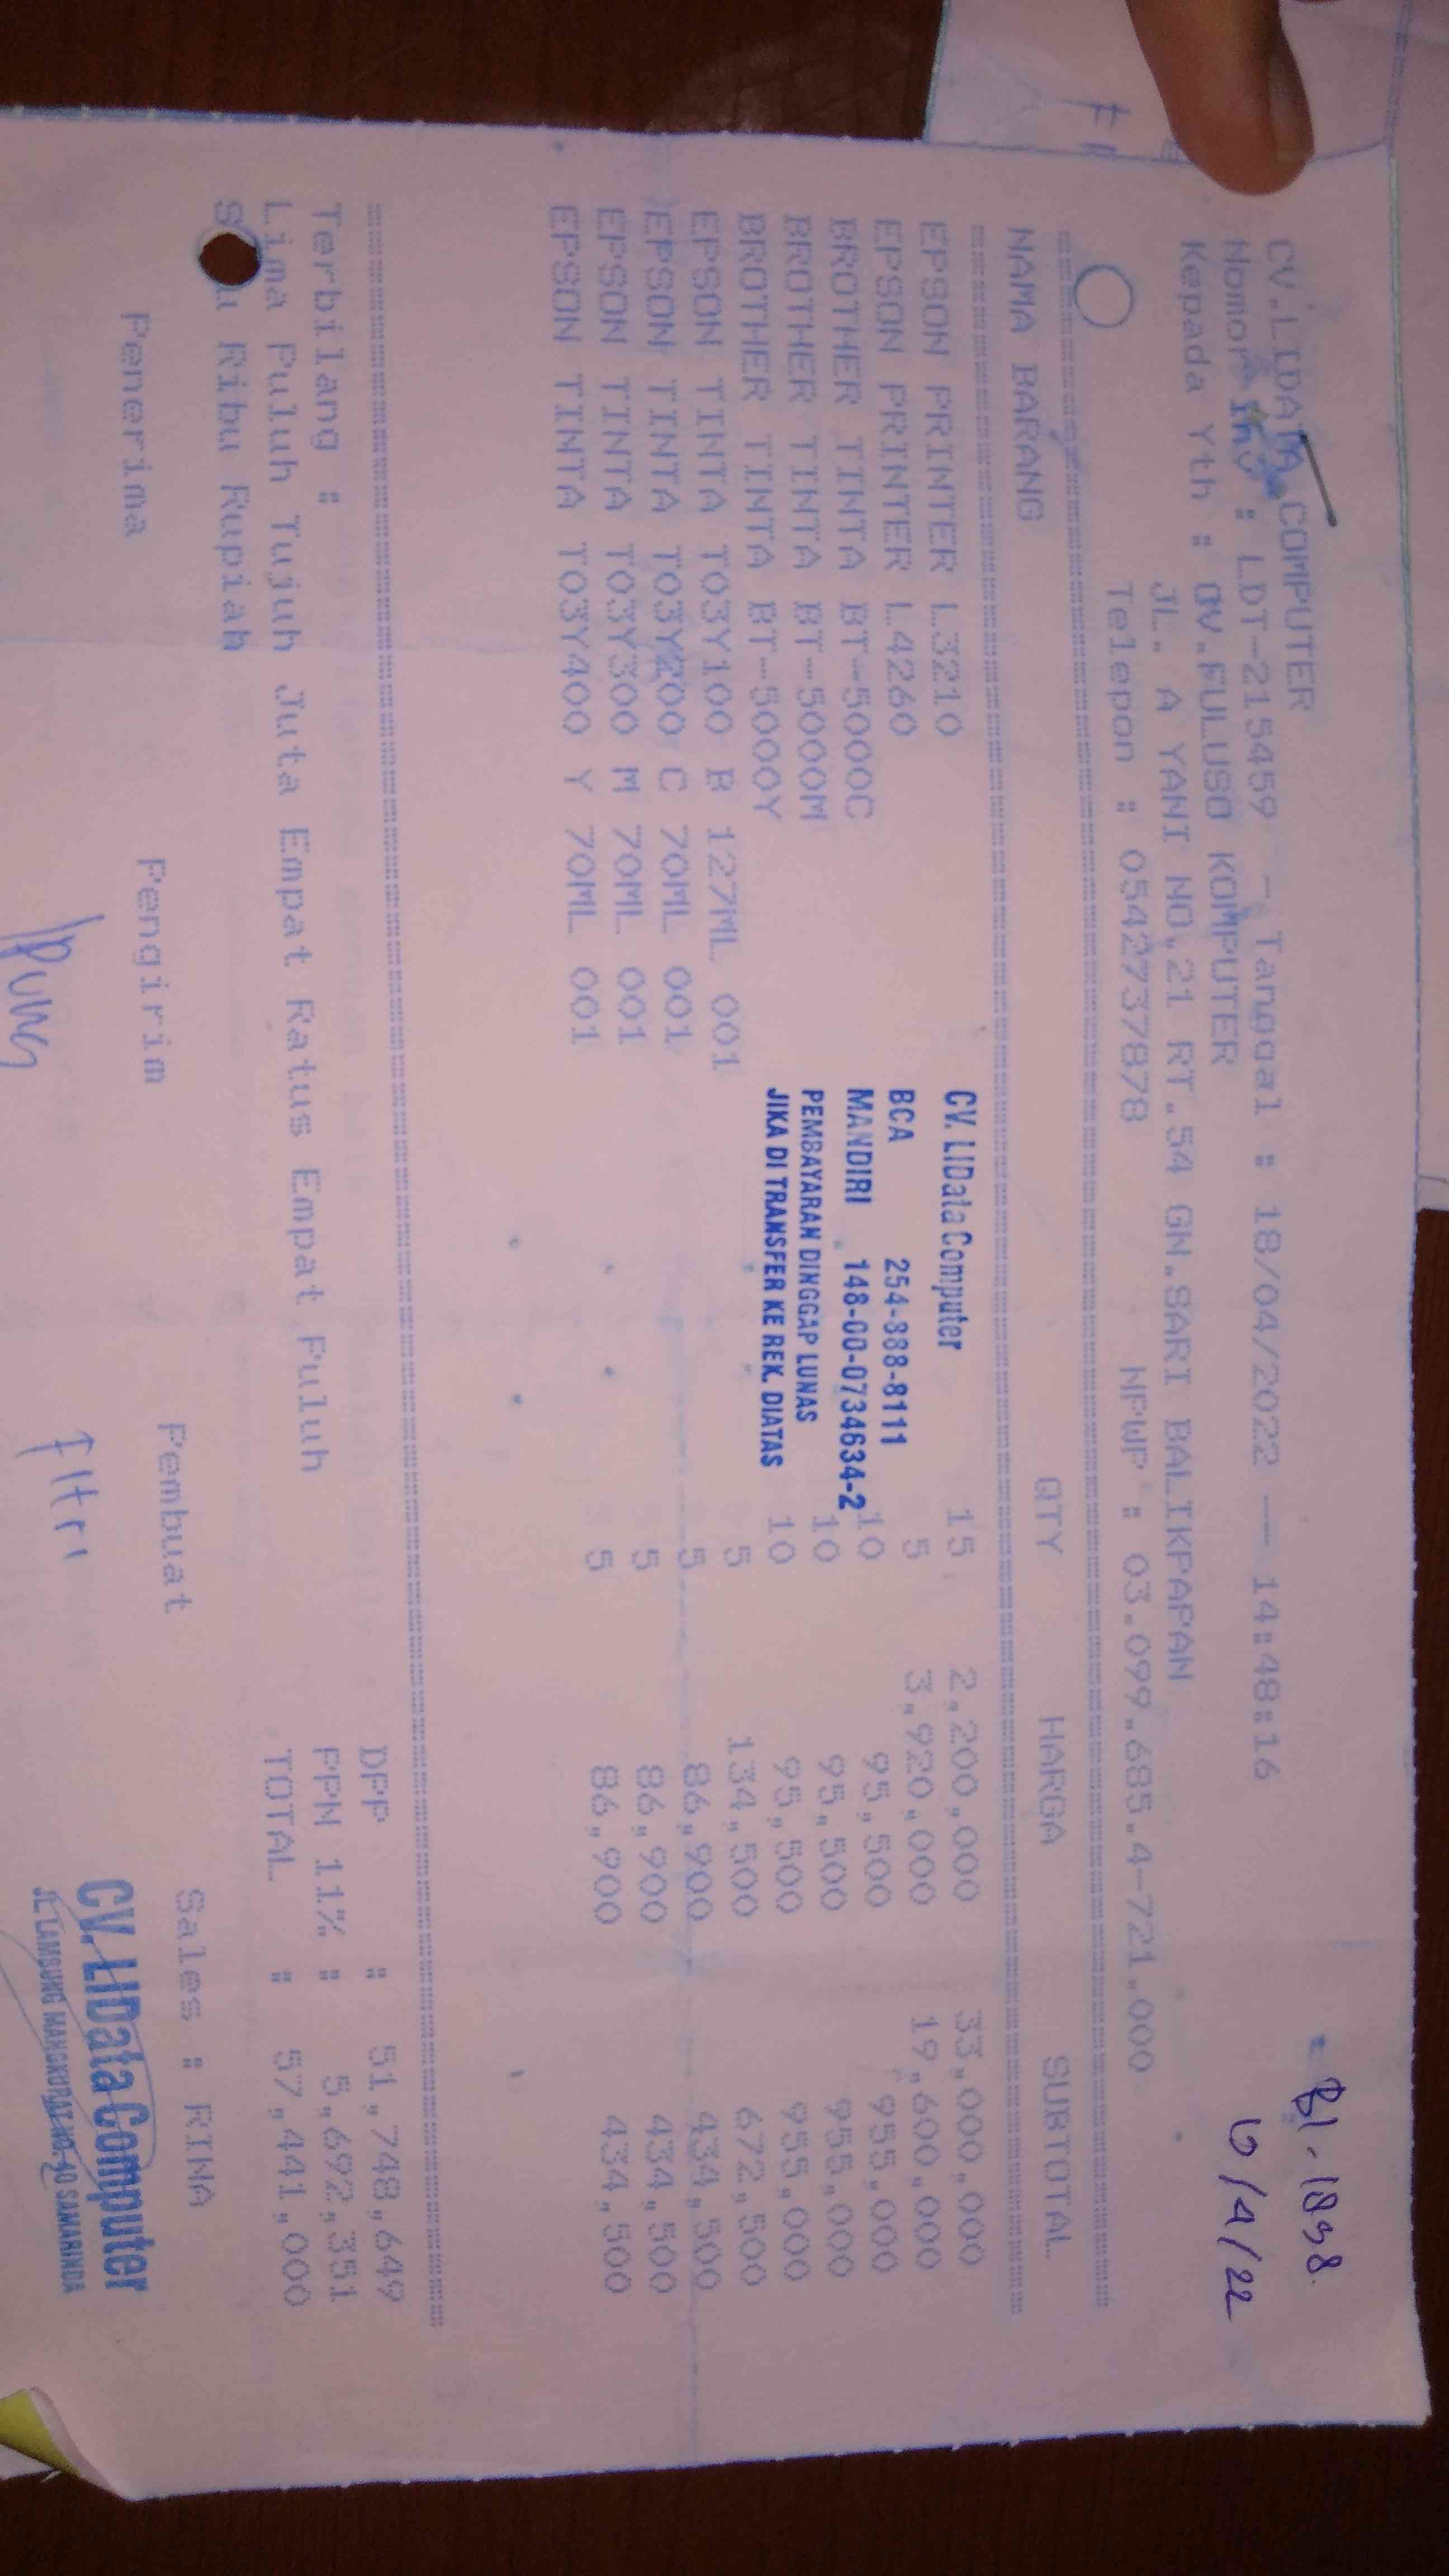 CV.LIDATA COMPUTER
Nomor Inv : LDT-215459 - Tanggal : 18/04/2022 -- 14:48:16
Kepada Yth : CV.FULUSO KOMPUTER
JL. A YANI NO.21 RT.54 GN.SARI BALIKPAPAN
Telepon : 0542737878 NPWP : 03.099.685.4-721.000
NAMA BARANG QTY HARGA SUBTOTAL
EPSON PRINTER L3210 15 2,200,000 33,000,000
EPSON PRINTER L4260 5 3,920,000 19,600,000
BROTHER TINTA BT-5000C 10 95,500 955,000
BROTHER TINTA BT-5000M 10 95,500 955,000
BROTHER TINTA BT-5000Y 10 95,500 955,000
EPSON TINTA T03Y100 B 127ML 001 5 134,500 672,500
EPSON TINTA T03Y200 C 70ML 001 5 86,900 434,500
EPSON TINTA T03Y300 M 70ML 001 5 86,900 434,500
EPSON TINTA T03Y400 Y 70ML 001 5 86,900 434,500
CV. LIData Computer
BCA 254-888-8111
MANDIRI 148-00-0734634-2
PEMBAYARAN DINGGAP LUNAS
JIKA DI TRANSFER KE REK. DIATAS
Terbilang :
Lima Puluh Tujuh Juta Empat Ratus Empat Puluh
Ribu Rupiah
DPP : 51,748,649
PPN 11% : 5,692,351
TOTAL : 57,441,000
Penerima Pengirim Pembuat Sales : RINA
Fitri
CV. LIData Computer
JL. LAMBUNG MANGKURAT NO. 40 SAMARINDA